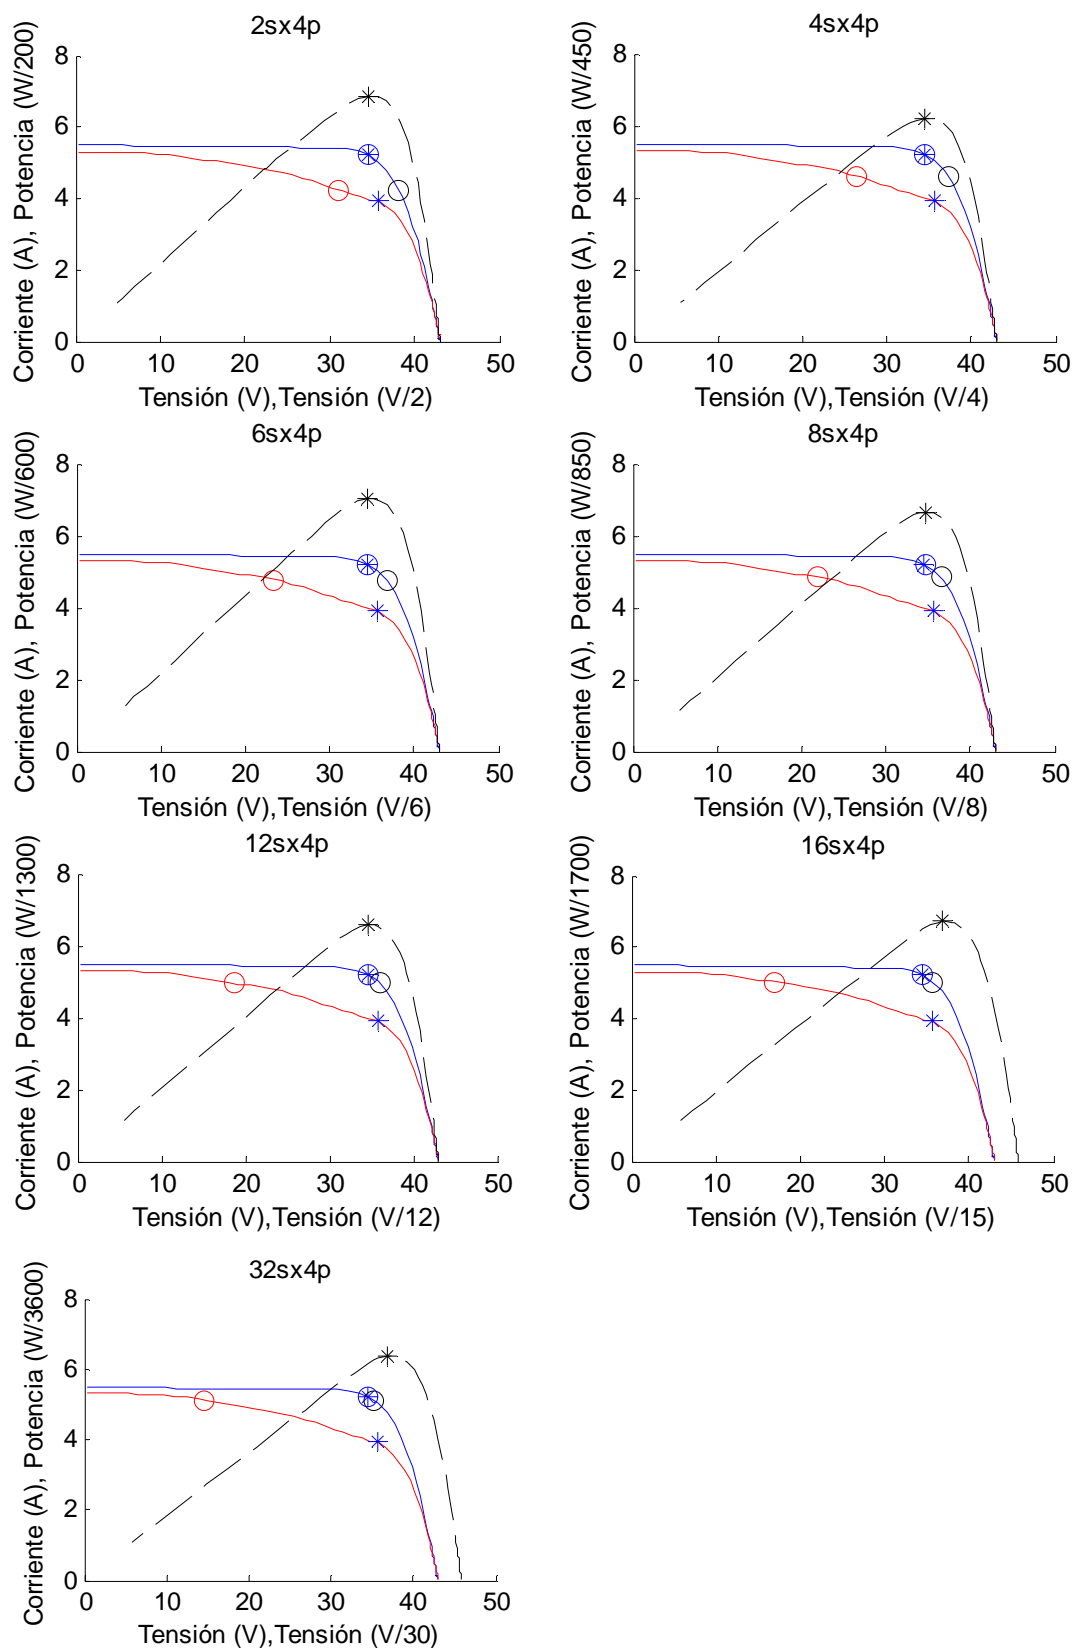 2sx4p
Corriente (A), Potencia (W/200)
8
6
4
2
0
0 10 20 30 40 50
Tensión (V),Tensión (V/2)
4sx4p
Corriente (A), Potencia (W/450)
8
6
4
2
0
0 10 20 30 40 50
Tensión (V),Tensión (V/4)
6sx4p
Corriente (A), Potencia (W/600)
8
6
4
2
0
0 10 20 30 40 50
Tensión (V),Tensión (V/6)
8sx4p
Corriente (A), Potencia (W/850)
8
6
4
2
0
0 10 20 30 40 50
Tensión (V),Tensión (V/8)
12sx4p
Corriente (A), Potencia (W/1300)
8
6
4
2
0
0 10 20 30 40 50
Tensión (V),Tensión (V/12)
16sx4p
Corriente (A), Potencia (W/1700)
8
6
4
2
0
0 10 20 30 40 50
Tensión (V),Tensión (V/15)
32sx4p
Corriente (A), Potencia (W/3600)
8
6
4
2
0
0 10 20 30 40 50
Tensión (V),Tensión (V/30)